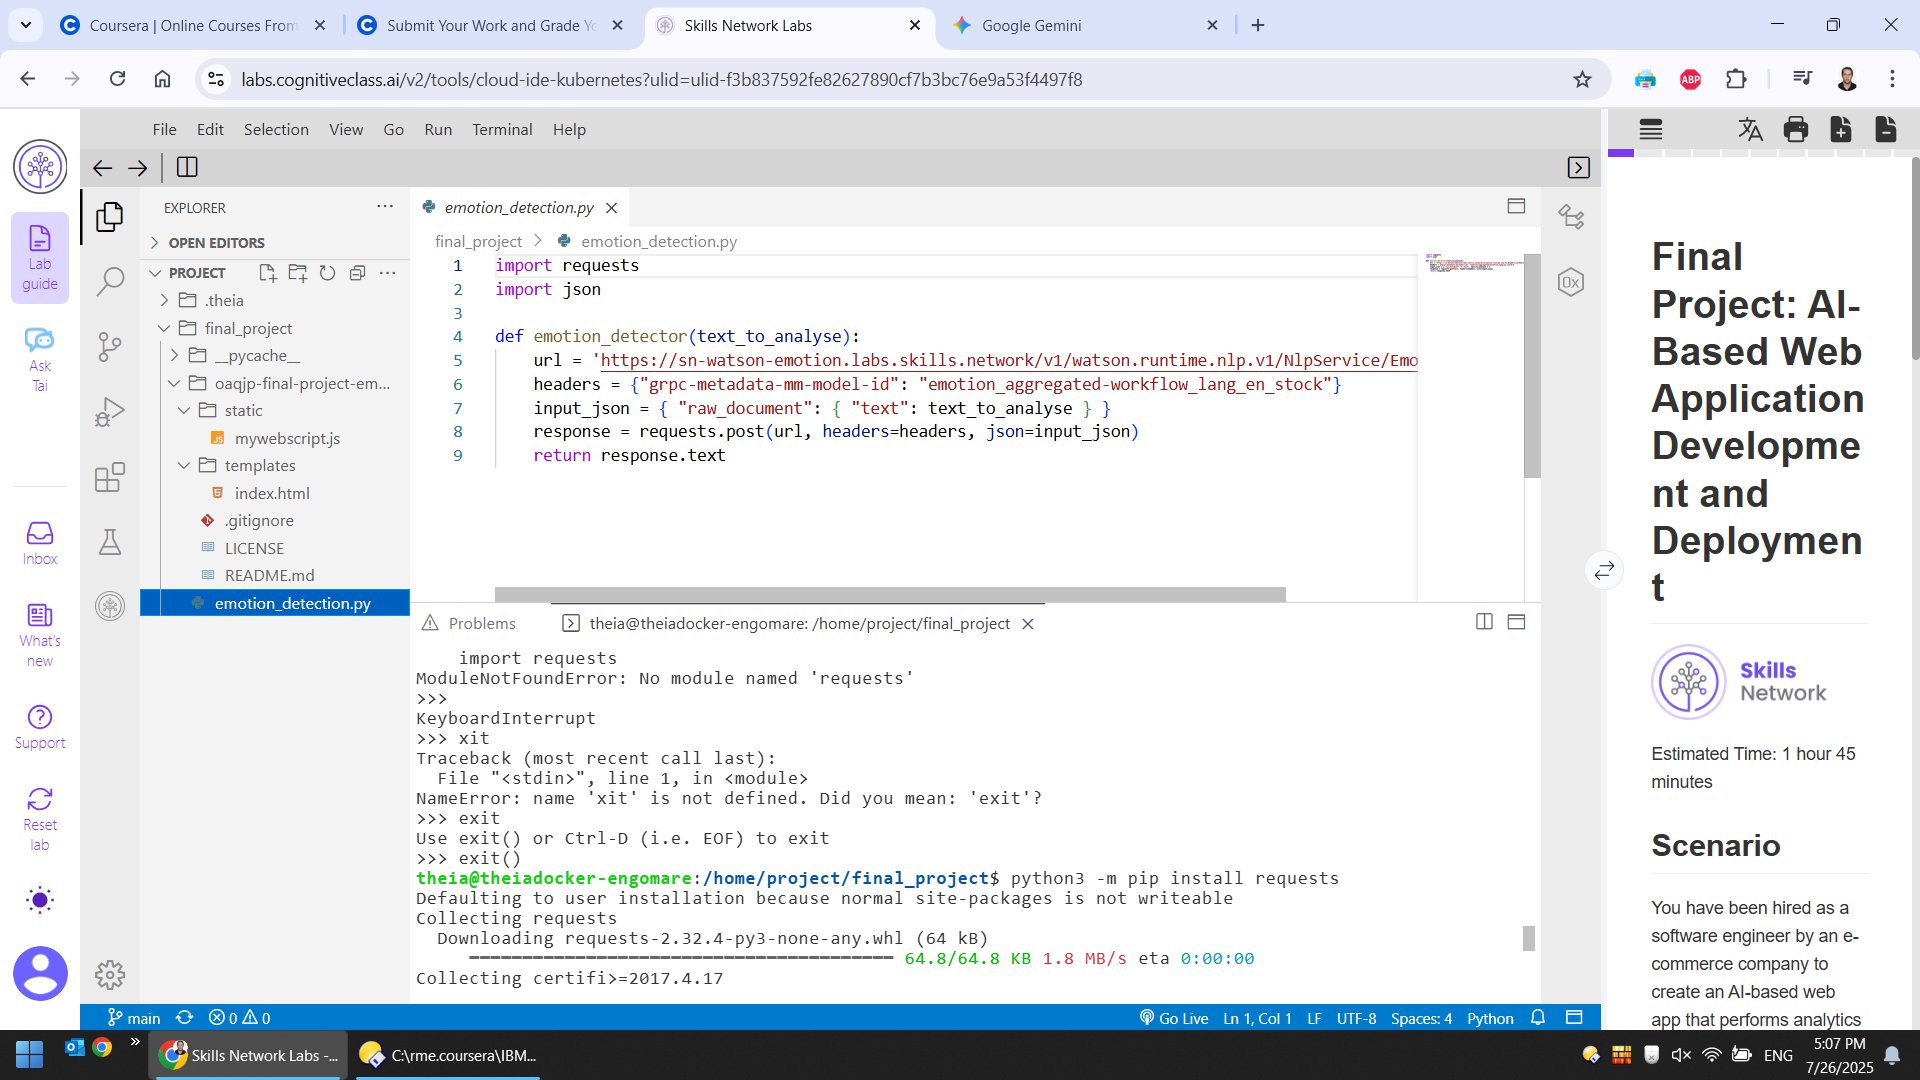 Coursera | Online Courses From
Submit Your Work and Grade Yo
Skills Network Labs
Google Gemini
labs.cognitiveclass.ai/v2/tools/cloud-ide-kubernetes?ulid=ulid-f3b837592fe82627890cf7b3bc76e9a53f4497f8
ABP
File Edit Selection View Go Run Terminal Help
Lab guide
Ask Tai
Inbox
What's new
Support
Reset lab
EXPLORER
OPEN EDITORS
PROJECT
.theia
final_project
__pycache__
oaqjp-final-project-em...
static
JS mywebscript.js
templates
index.html
.gitignore
LICENSE
README.md
emotion_detection.py
emotion_detection.py
final_project > emotion_detection.py
1 import requests
2 import json
3
4 def emotion_detector(text_to_analyse):
5 url = 'https://sn-watson-emotion.labs.skills.network/v1/watson.runtime.nlp.v1/NlpService/Emo
6 headers = {"grpc-metadata-mm-model-id": "emotion_aggregated-workflow_lang_en_stock"}
7 input_json = { "raw_document": { "text": text_to_analyse } }
8 response = requests.post(url, headers=headers, json=input_json)
9 return response.text
0x
Problems
theia@theiadocker-engomare: /home/project/final_project
import requests
ModuleNotFoundError: No module named 'requests'
>>>
KeyboardInterrupt
>>> xit
Traceback (most recent call last):
File "<stdin>", line 1, in <module>
NameError: name 'xit' is not defined. Did you mean: 'exit'?
>>> exit
Use exit() or Ctrl-D (i.e. EOF) to exit
>>> exit()
theia@theiadocker-engomare:/home/project/final_project$ python3 -m pip install requests
Defaulting to user installation because normal site-packages is not writeable
Collecting requests
Downloading requests-2.32.4-py3-none-any.whl (64 kB)
64.8/64.8 KB 1.8 MB/s eta 0:00:00
Collecting certifi>=2017.4.17
main 0 0
Go Live Ln 1, Col 1 LF UTF-8 Spaces: 4 Python
Final
Project: AI-
Based Web
Application
Developme
nt and
Deploymen
t
Skills
Network
Estimated Time: 1 hour 45
minutes
Scenario
You have been hired as a
software engineer by an e-
commerce company to
create an AI-based web
app that performs analytics
Skills Network Labs -...
C:\rme.coursera\IBM...
ENG
5:07 PM
7/26/2025